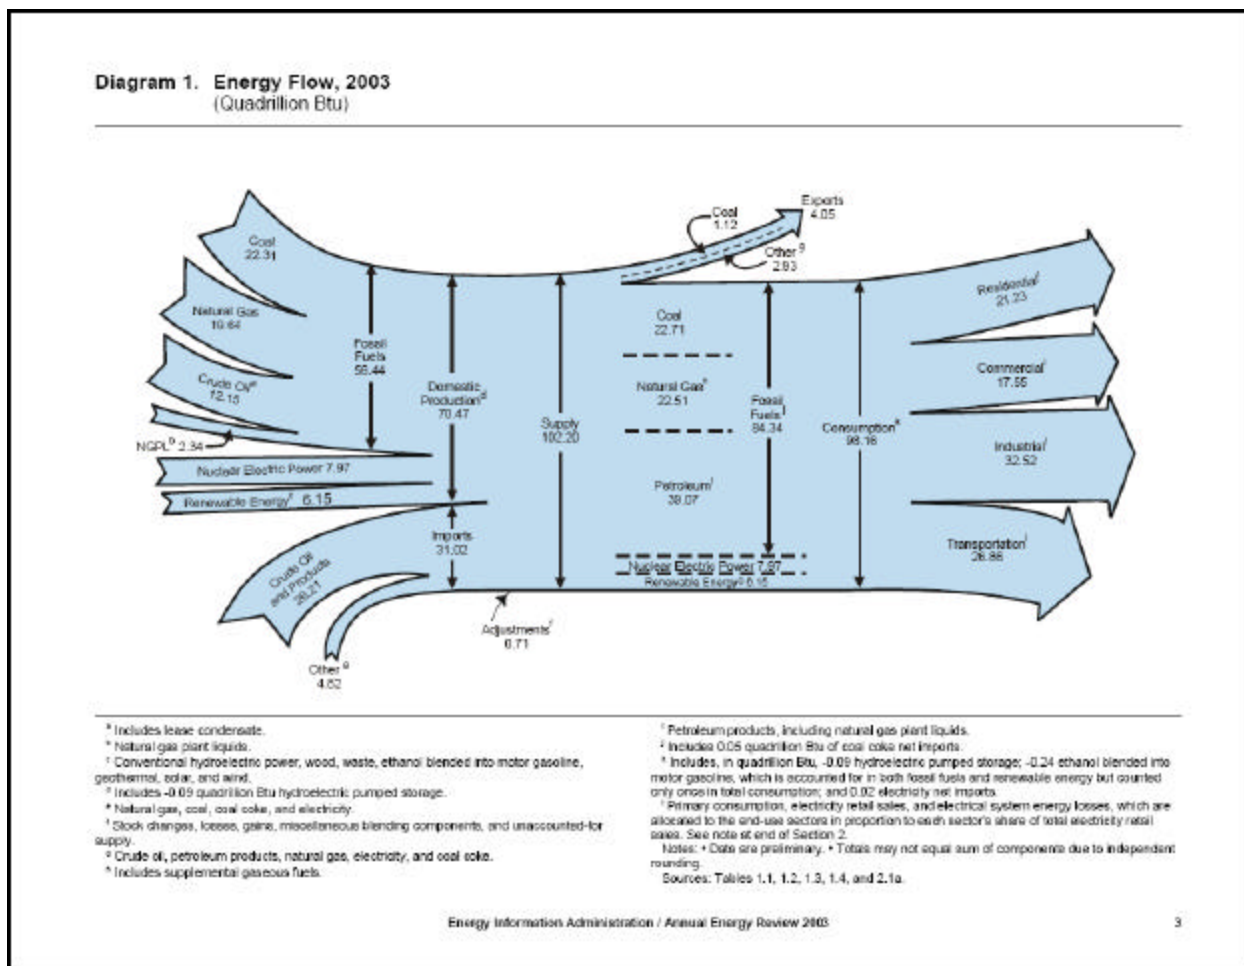 Diagram 1. Energy Flow, 2003
(Quadrillion Btu)
Coal
22.31
Natural Gas
19.64
Crude Oil
12.15
NGPL 2.34
Nuclear Electric Power 7.97
Renewable Energy 6.15
Crude Oil
and Products
26.21
Other
4.82
Fossil
Fuels
56.44
Domestic
Production
70.47
Imports
31.02
Adjustments
0.71
Supply
102.20
Coal
1.12
Other g
2.93
Exports
4.05
Coal
22.71
Natural Gas
22.51
Petroleum
39.07
Nuclear Electric Power 7.97
Renewable Energy 6.15
Fossil
Fuels
84.34
Consumption
98.16
Residential
21.23
Commercial
17.55
Industrial
32.52
Transportation
26.86
a Includes lease condensate.
b Natural gas plant liquids.
c Conventional hydroelectric power, wood, waste, ethanol blended into motor gasoline,
geothermal, solar, and wind.
d Includes -0.09 quadrillion Btu hydroelectric pumped storage.
e Natural gas, coal, coal coke, and electricity.
f Stock changes, losses, gains, miscellaneous blending components, and unaccounted-for
supply.
g Crude oil, petroleum products, natural gas, electricity, and coal coke.
h Includes supplemental gaseous fuels.
i Petroleum products, including natural gas plant liquids.
j Includes 0.05 quadrillion Btu of coal coke net imports.
k Includes, in quadrillion Btu, -0.09 hydroelectric pumped storage; -0.24 ethanol blended into
motor gasoline, which is accounted for in both fossil fuels and renewable energy but counted
only once in total consumption; and 0.02 electricity net imports.
l Primary consumption, electricity retail sales, and electrical system energy losses, which are
allocated to the end-use sectors in proportion to each sector's share of total electricity retail
sales. See note at end of Section 2.
Notes: • Data are preliminary. • Totals may not equal sum of components due to independent
rounding.
Sources: Tables 1.1, 1.2, 1.3, 1.4, and 2.1a.
Energy Information Administration / Annual Energy Review 2003
3